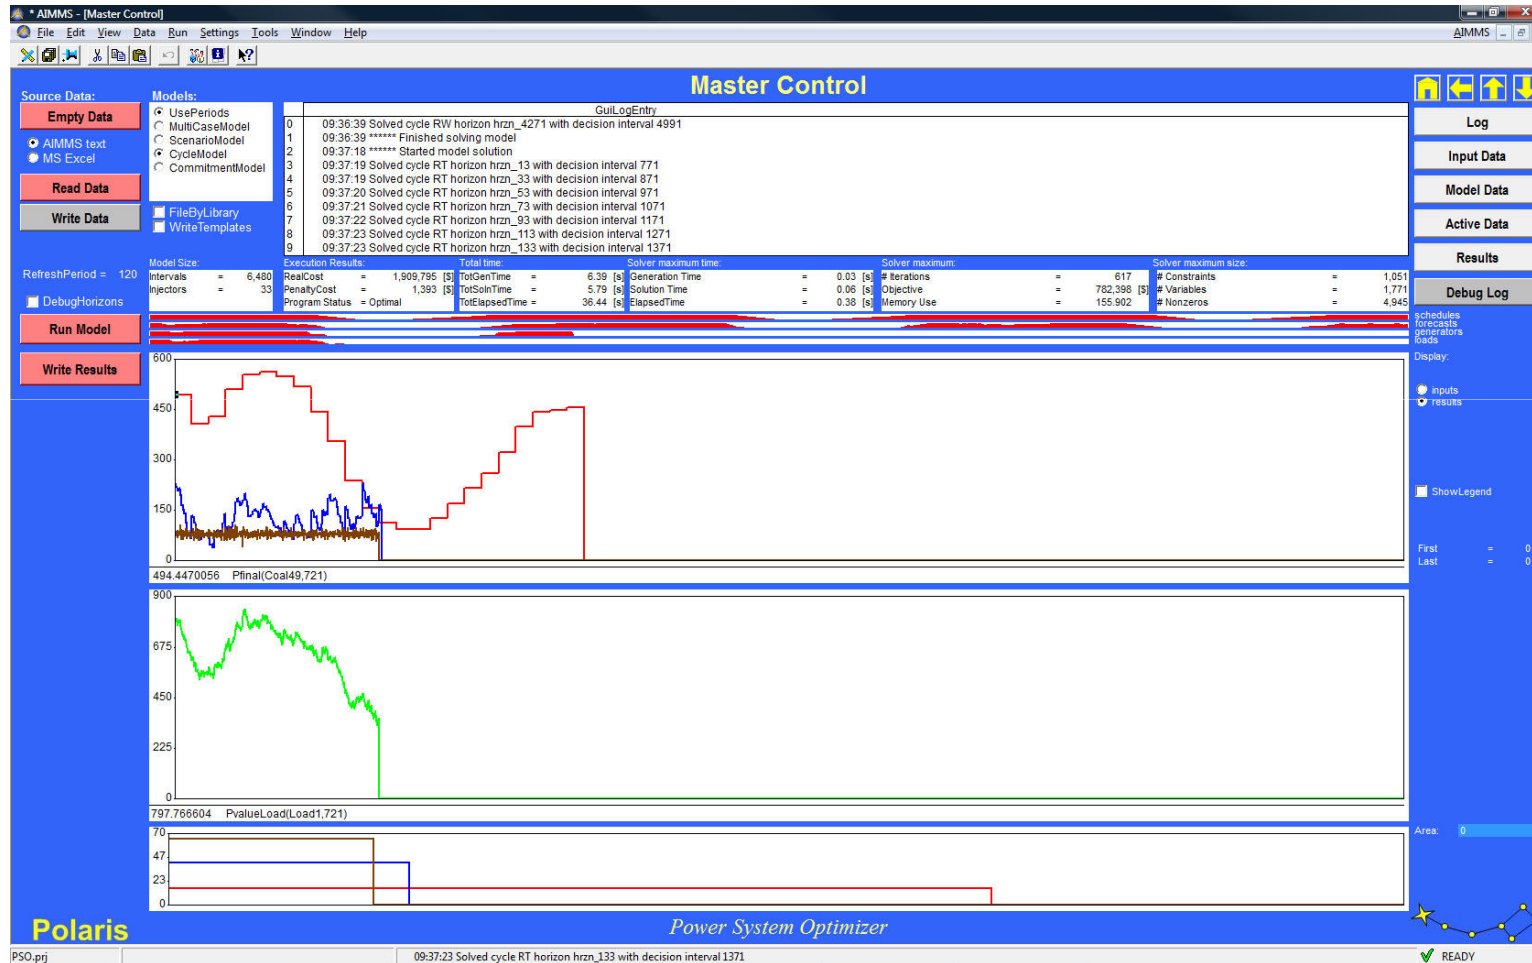 * AIMMS - [Master Control]
File Edit View Data Run Settings Tools Window Help
AIMMS
Master Control
Source Data:
Empty Data
AIMMS text
MS Excel
Read Data
Write Data
RefreshPeriod = 120
DebugHorizons
Run Model
Write Results
Models:
UsePeriods
MultiCaseModel
ScenarioModel
CycleModel
CommitmentModel
FileByLibrary
WriteTemplates
GuiLogEntry
0 09:36:39 Solved cycle RW horizon hrzn_4271 with decision interval 4991
1 09:36:39 ****** Finished solving model
2 09:37:18 ****** Started model solution
3 09:37:19 Solved cycle RT horizon hrzn_13 with decision interval 771
4 09:37:19 Solved cycle RT horizon hrzn_33 with decision interval 871
5 09:37:20 Solved cycle RT horizon hrzn_53 with decision interval 971
6 09:37:21 Solved cycle RT horizon hrzn_73 with decision interval 1071
7 09:37:22 Solved cycle RT horizon hrzn_93 with decision interval 1171
8 09:37:23 Solved cycle RT horizon hrzn_113 with decision interval 1271
9 09:37:23 Solved cycle RT horizon hrzn_133 with decision interval 1371
Model Size: Execution Results: Total time: Solver maximum time: Solver maximum: Solver maximum size:
Intervals = 6,480 RealCost = 1,909,795 [$] TotGenTime = 6.39 [s] Generation Time = 0.03 [s] # Iterations = 617 # Constraints = 1,051
Injectors = 33 PenaltyCost = 1,393 [$] TotSolnTime = 5.79 [s] Solution Time = 0.06 [s] Objective = 782,398 [$] # Variables = 1,771
Program Status = Optimal TotElapsedTime = 36.44 [s] ElapsedTime = 0.38 [s] Memory Use = 155.902 # Nonzeros = 4,945
Log
Input Data
Model Data
Active Data
Results
Debug Log
schedules
forecasts
generators
loads
Display:
inputs
results
ShowLegend
First = 0
Last = 0
Area: 0
600
450
300
150
0
494.4470056 Pfinal(Coal49,721)
900
675
450
225
0
797.766604 PvalueLoad(Load1,721)
70
47
23
0
Polaris
Power System Optimizer
PSO.prj
09:37:23 Solved cycle RT horizon hrzn_133 with decision interval 1371
READY